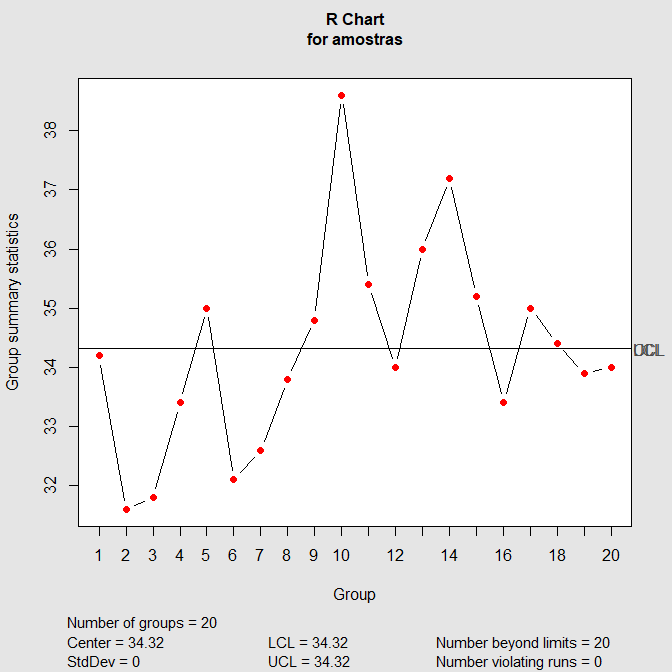 R Chart
for amostras
Group summary statistics
38
37
36
35
34
33
32
UCL
1 2 3 4 5 6 7 8 9 10 12 14 16 18 20
Group
Number of groups = 20
Center = 34.32 LCL = 34.32 Number beyond limits = 20
StdDev = 0 UCL = 34.32 Number violating runs = 0